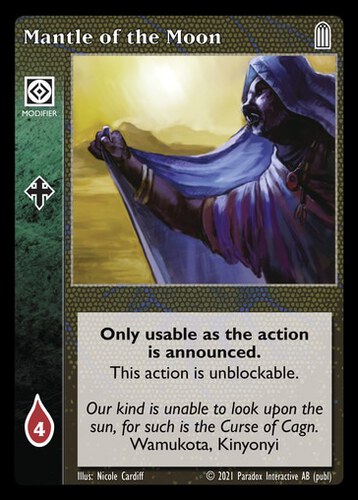 Mantle of the Moon
MODIFIER
Only usable as the action
is announced.
This action is unblockable.
Our kind is unable to look upon the
sun, for such is the Curse of Cagn.
Wamukota, Kinyonyi
4
Illus: Nicole Cardiff
© 2021 Paradox Interactive AB (publ)